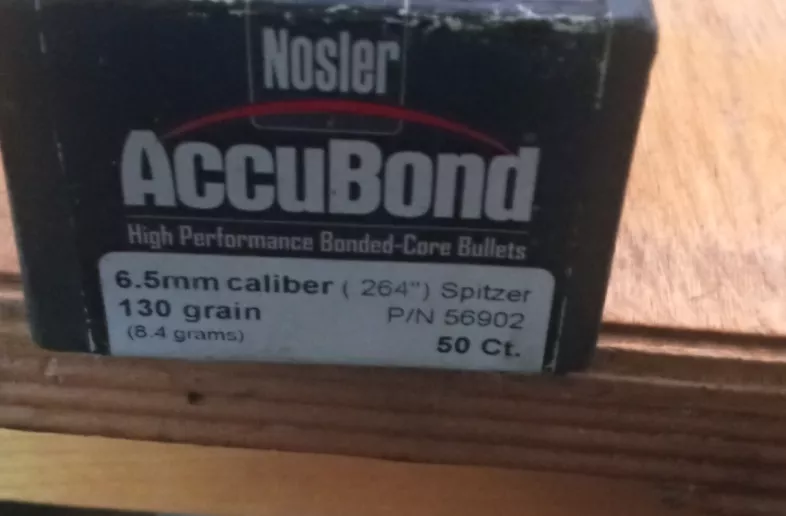 Nosler
AccuBond
High Performance Bonded-Core Bullets
6.5mm caliber ( 264") Spitzer
130 grain P/N 56902
(8.4 grams) 50 Ct.